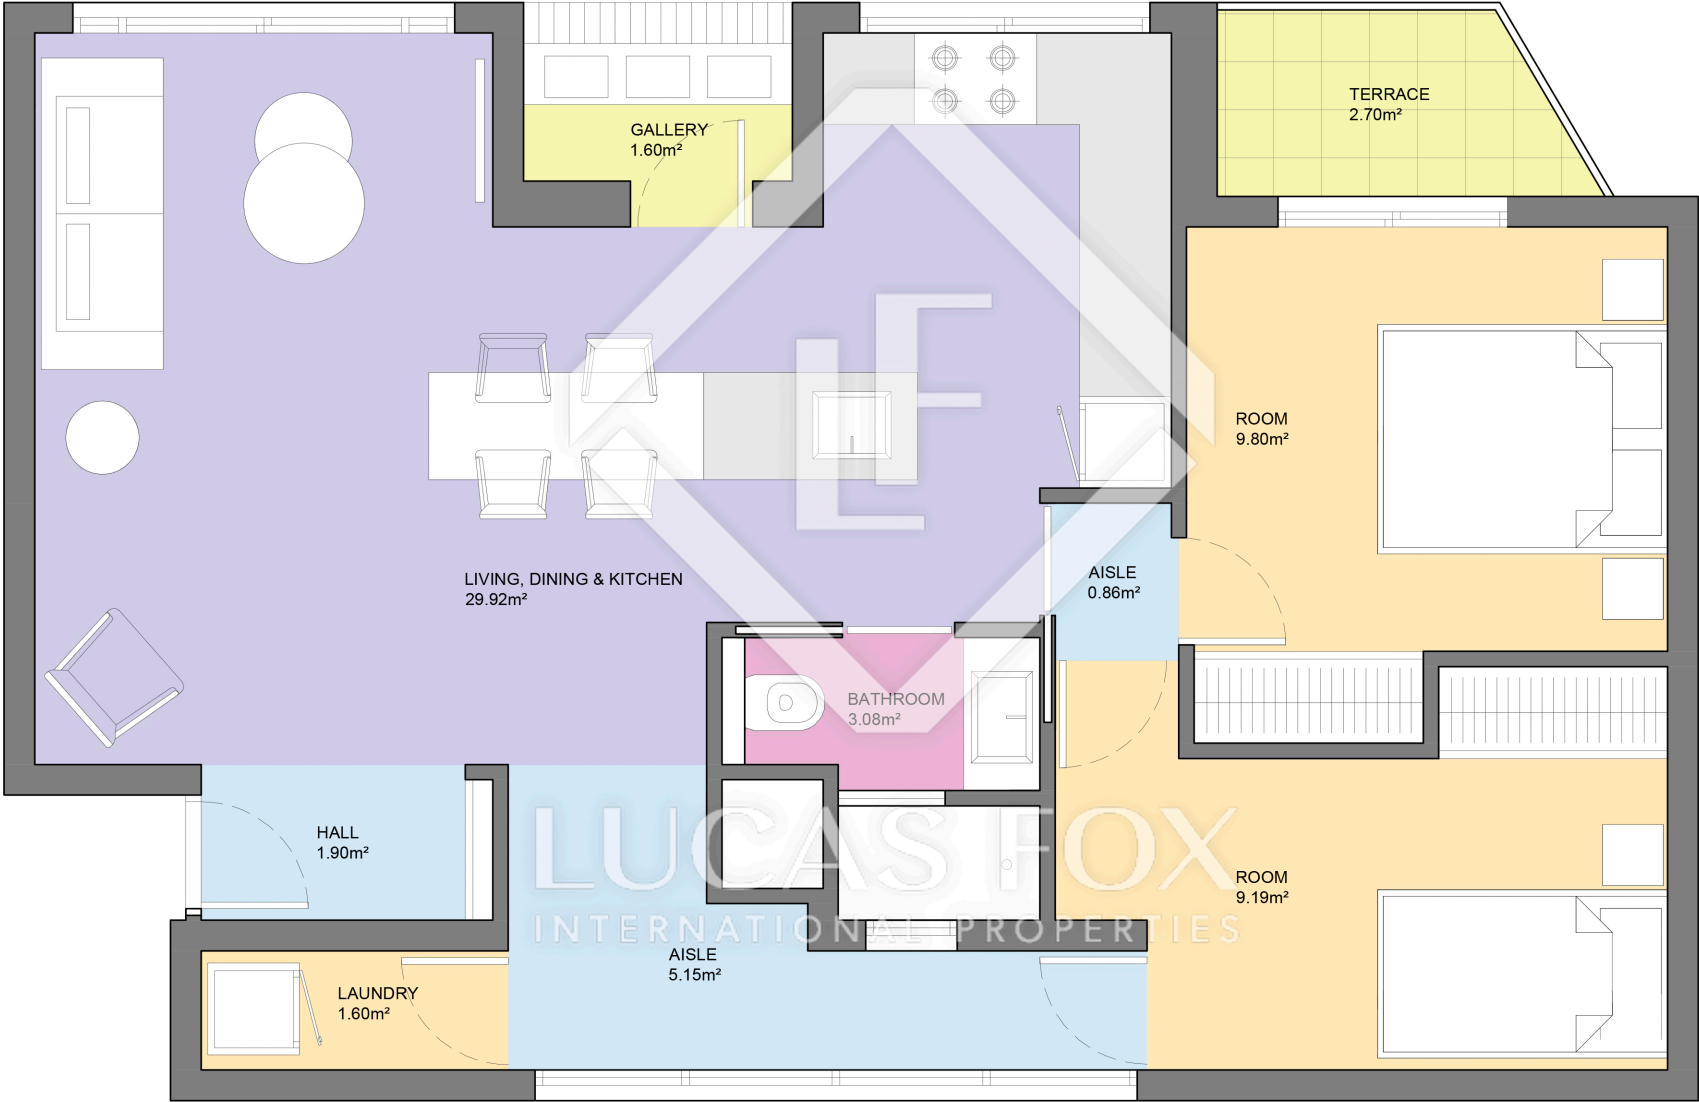 TERRACE
2.70m²
GALLERY
1.60m²
ROOM
9.80m²
LIVING, DINING & KITCHEN
29.92m²
AISLE
0.86m²
BATHROOM
3.08m²
HALL
1.90m²
ROOM
9.19m²
AISLE
5.15m²
LAUNDRY
1.60m²
LF
LUCAS FOX
INTERNATIONAL PROPERTIES